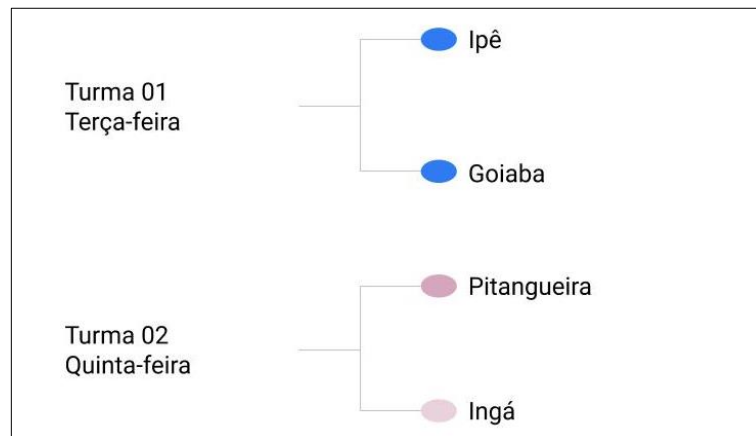 Turma 01
Terça-feira
Ipê
Goiaba
Turma 02
Quinta-feira
Pitangueira
Ingá